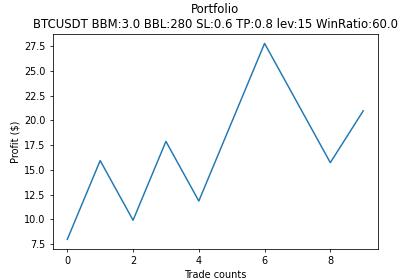 Portfolio
BTCUSDT BBM:3.0 BBL:280 SL:0.6 TP:0.8 lev:15 WinRatio:60.0
27.5
25.0
22.5
20.0
17.5
15.0
12.5
10.0
7.5
Profit ($)
0 2 4 6 8
Trade counts